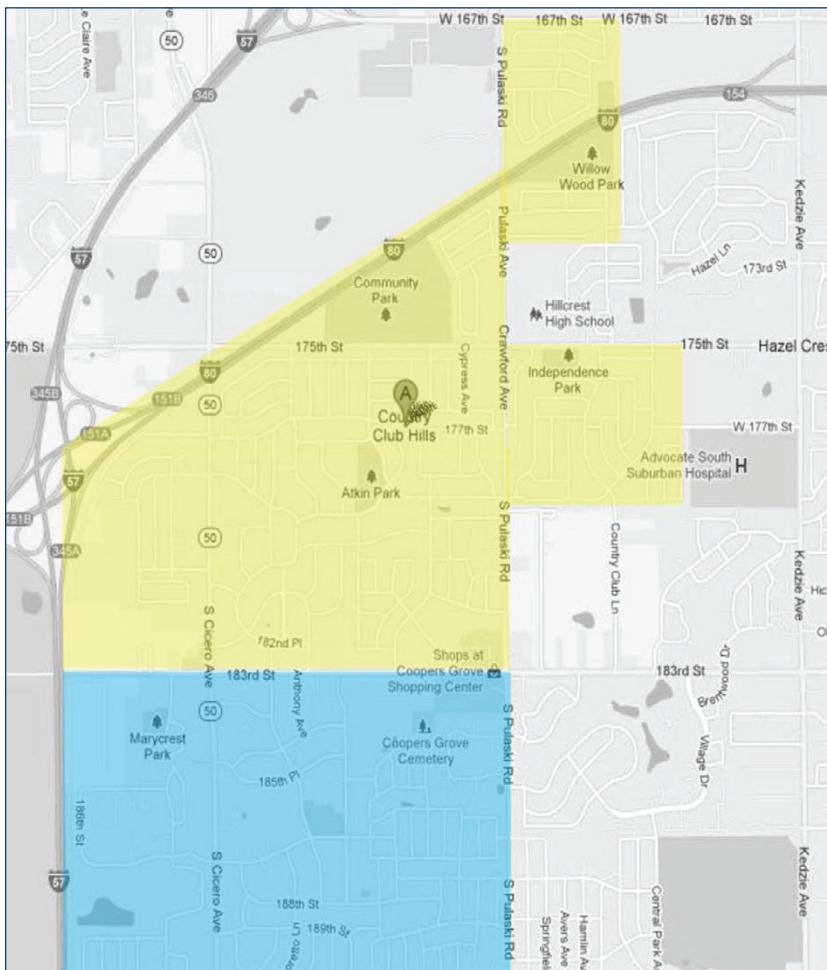 W 167th St
167th St
W 167th St
167th St
e Claire Ave
50
57
346
154
S Pulaski Rd
80
Willow
Wood Park
Kedzie Ave
50
57
80
Pulaski Ave
Hazel Ln
173rd St
Community
Park
Hillcrest
High School
75th St
175th St
175th St
Hazel Cres
Crawford Ave
Cypress Ave
Independence
Park
80
345B
151B
50
A
Country
Club Hills
177th St
W 177th St
151A
Advocate South
Suburban Hospital
H
57
Atkin Park
151B
S Pulaski Rd
50
345A
Country Club Ln
Kedzie Ave
Hic
Ol
S Cicero Ave
182nd Pl
Shops at
Coopers Grove
Shopping Center
183rd St
183rd St
Brentwood Dr
50
Anthony Ave
Marycrest
Park
Coopers Grove
Cemetery
S Pulaski Rd
Village Dr
185th Pl
186th St
S Cicero Ave
57
188th St
189th St
S Pulaski Rd
Springfiel
Avers Ave
Hamlin Av
Central Park A
Kedzie Ave